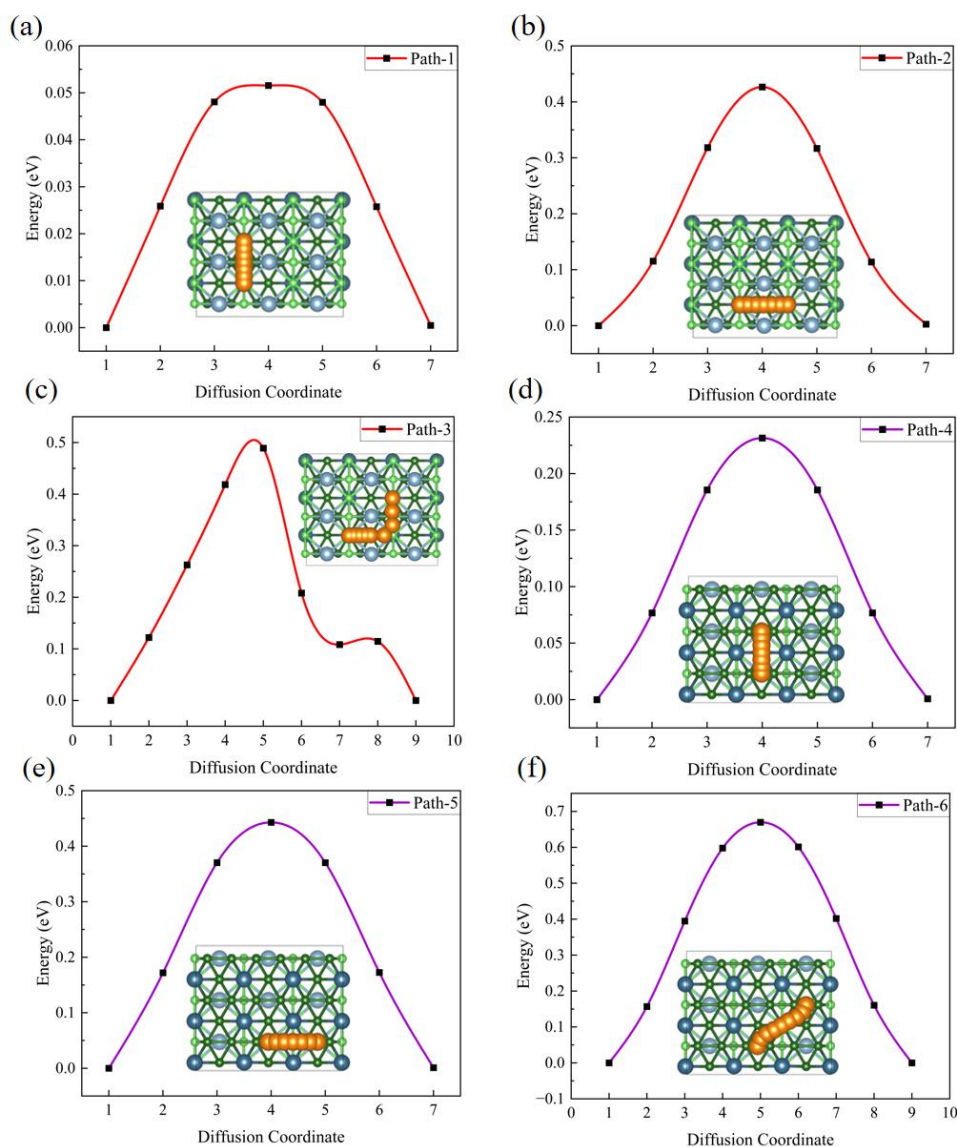 (a)
Path-1
Energy (eV)
0.06
0.05
0.04
0.03
0.02
0.01
0.00
1 2 3 4 5 6 7
Diffusion Coordinate
(b)
Path-2
Energy (eV)
0.5
0.4
0.3
0.2
0.1
0.0
1 2 3 4 5 6 7
Diffusion Coordinate
(c)
Path-3
Energy (eV)
0.5
0.4
0.3
0.2
0.1
0.0
0 1 2 3 4 5 6 7 8 9 10
Diffusion Coordinate
(d)
Path-4
Energy (eV)
0.25
0.20
0.15
0.10
0.05
0.00
1 2 3 4 5 6 7
Diffusion Coordinate
(e)
Path-5
Energy (eV)
0.5
0.4
0.3
0.2
0.1
0.0
1 2 3 4 5 6 7
Diffusion Coordinate
(f)
Path-6
Energy (eV)
0.7
0.6
0.5
0.4
0.3
0.2
0.1
0.0
−0.1
0 1 2 3 4 5 6 7 8 9 10
Diffusion Coordinate